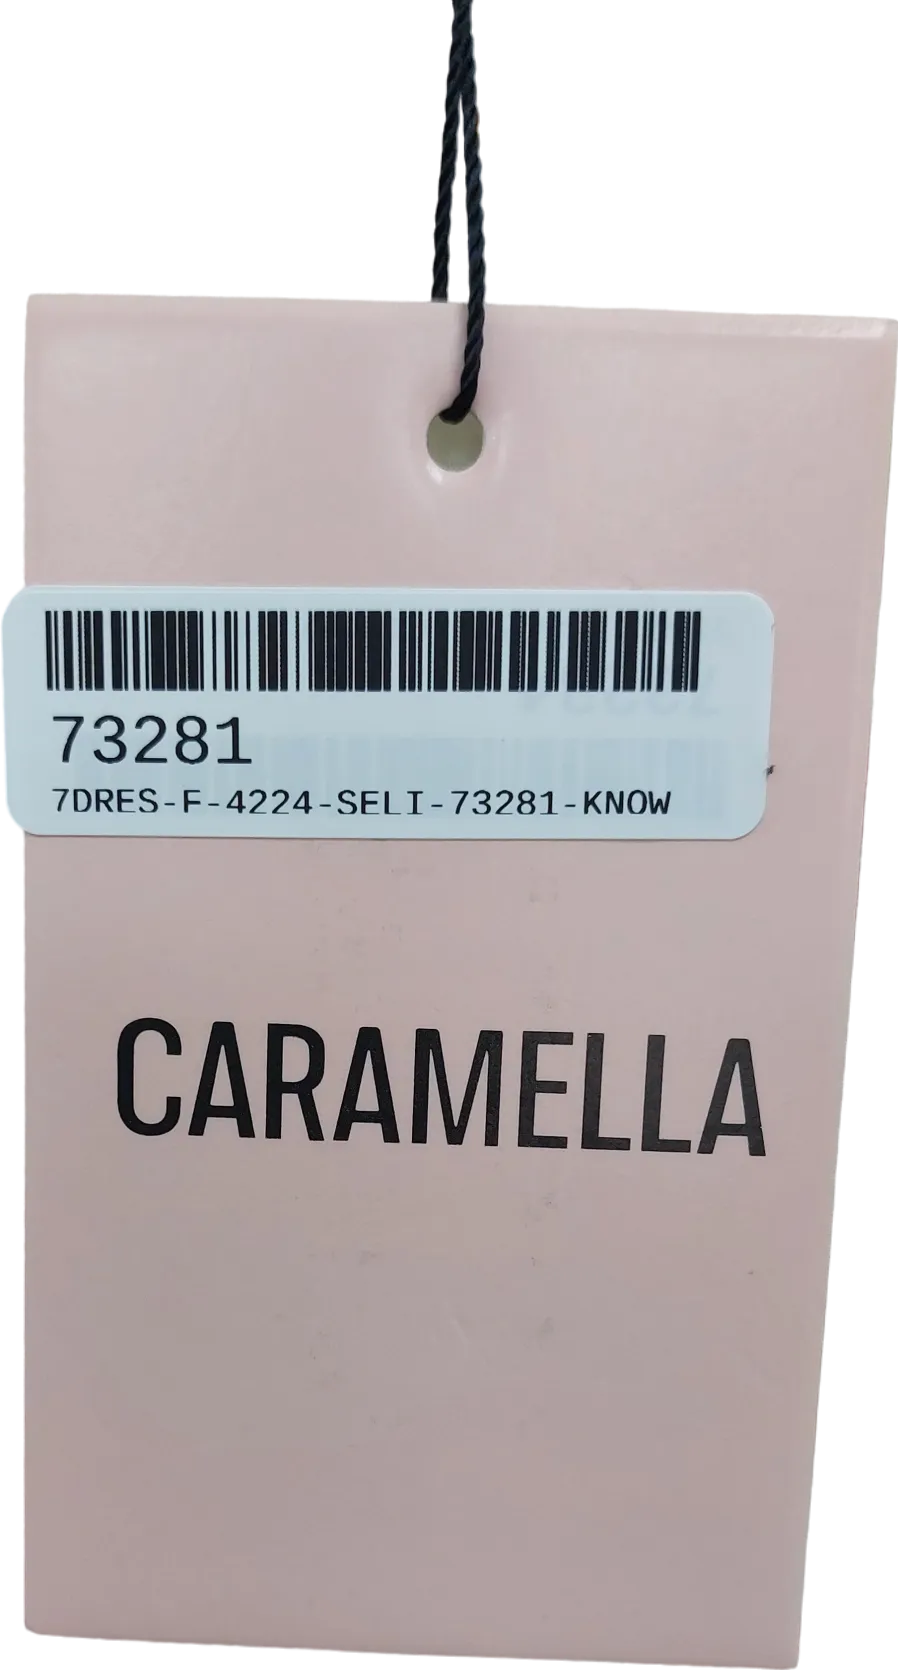 73281
7DRES-F-4224-SELI-73281-KNOW
CARAMELLA